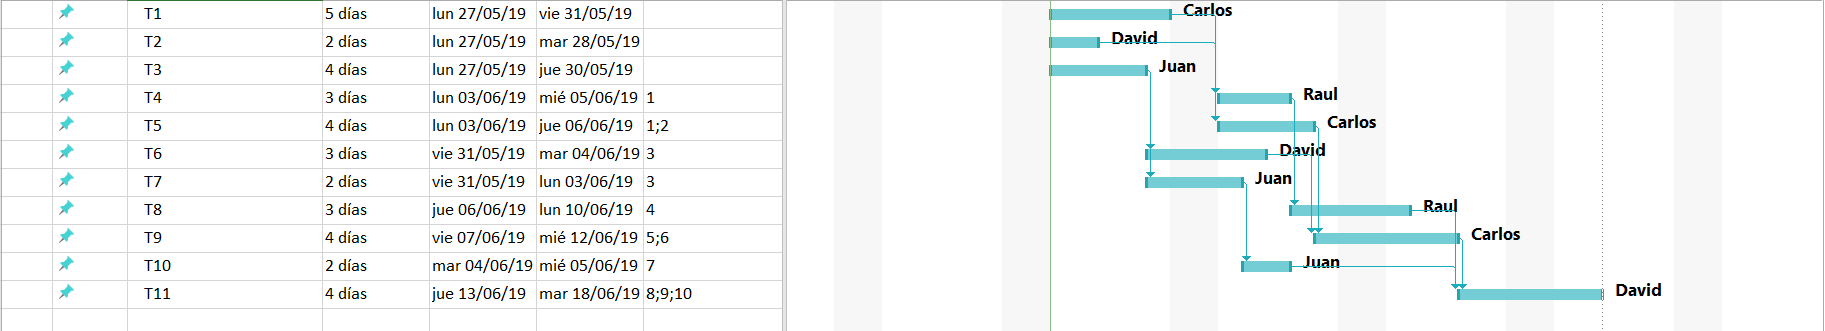 T1 5 días lun 27/05/19 vie 31/05/19 Carlos
T2 2 días lun 27/05/19 mar 28/05/19 David
T3 4 días lun 27/05/19 jue 30/05/19 Juan
T4 3 días lun 03/06/19 mié 05/06/19 1 Raul
T5 4 días lun 03/06/19 jue 06/06/19 1;2 Carlos
T6 3 días vie 31/05/19 mar 04/06/19 3 David
T7 2 días vie 31/05/19 lun 03/06/19 3 Juan
T8 3 días jue 06/06/19 lun 10/06/19 4 Raul
T9 4 días vie 07/06/19 mié 12/06/19 5;6 Carlos
T10 2 días mar 04/06/19 mié 05/06/19 7 Juan
T11 4 días jue 13/06/19 mar 18/06/19 8;9;10 David